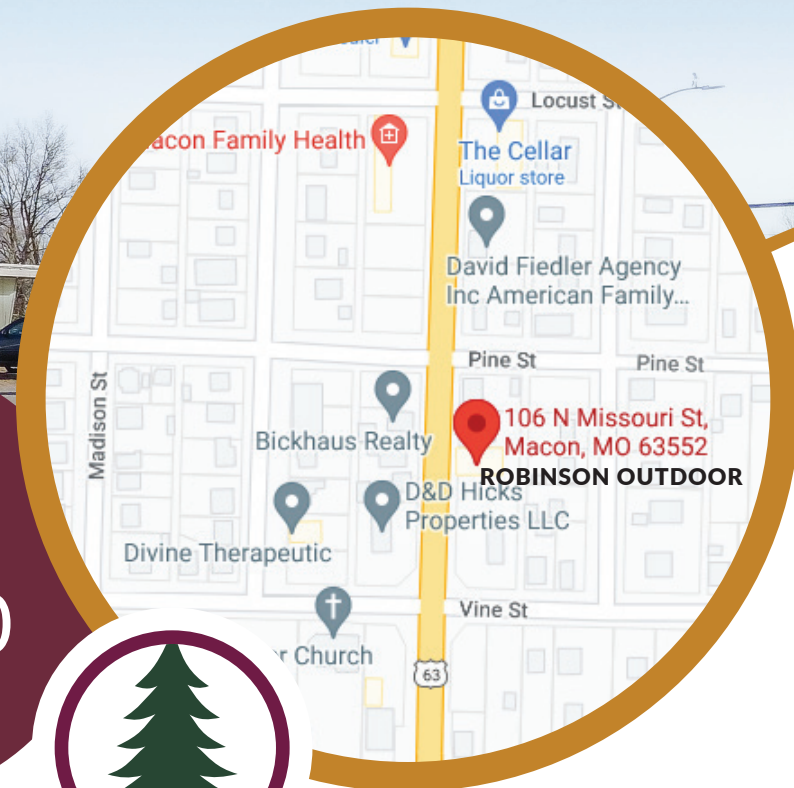 Locust St
acon Family Health
The Cellar
Liquor store
David Fiedler Agency
Inc American Family...
Pine St
Pine St
Madison St
106 N Missouri St,
Macon, MO 63552
Bickhaus Realty
ROBINSON OUTDOOR
D&D Hicks
Properties LLC
Divine Therapeutic
Vine St
r Church
63